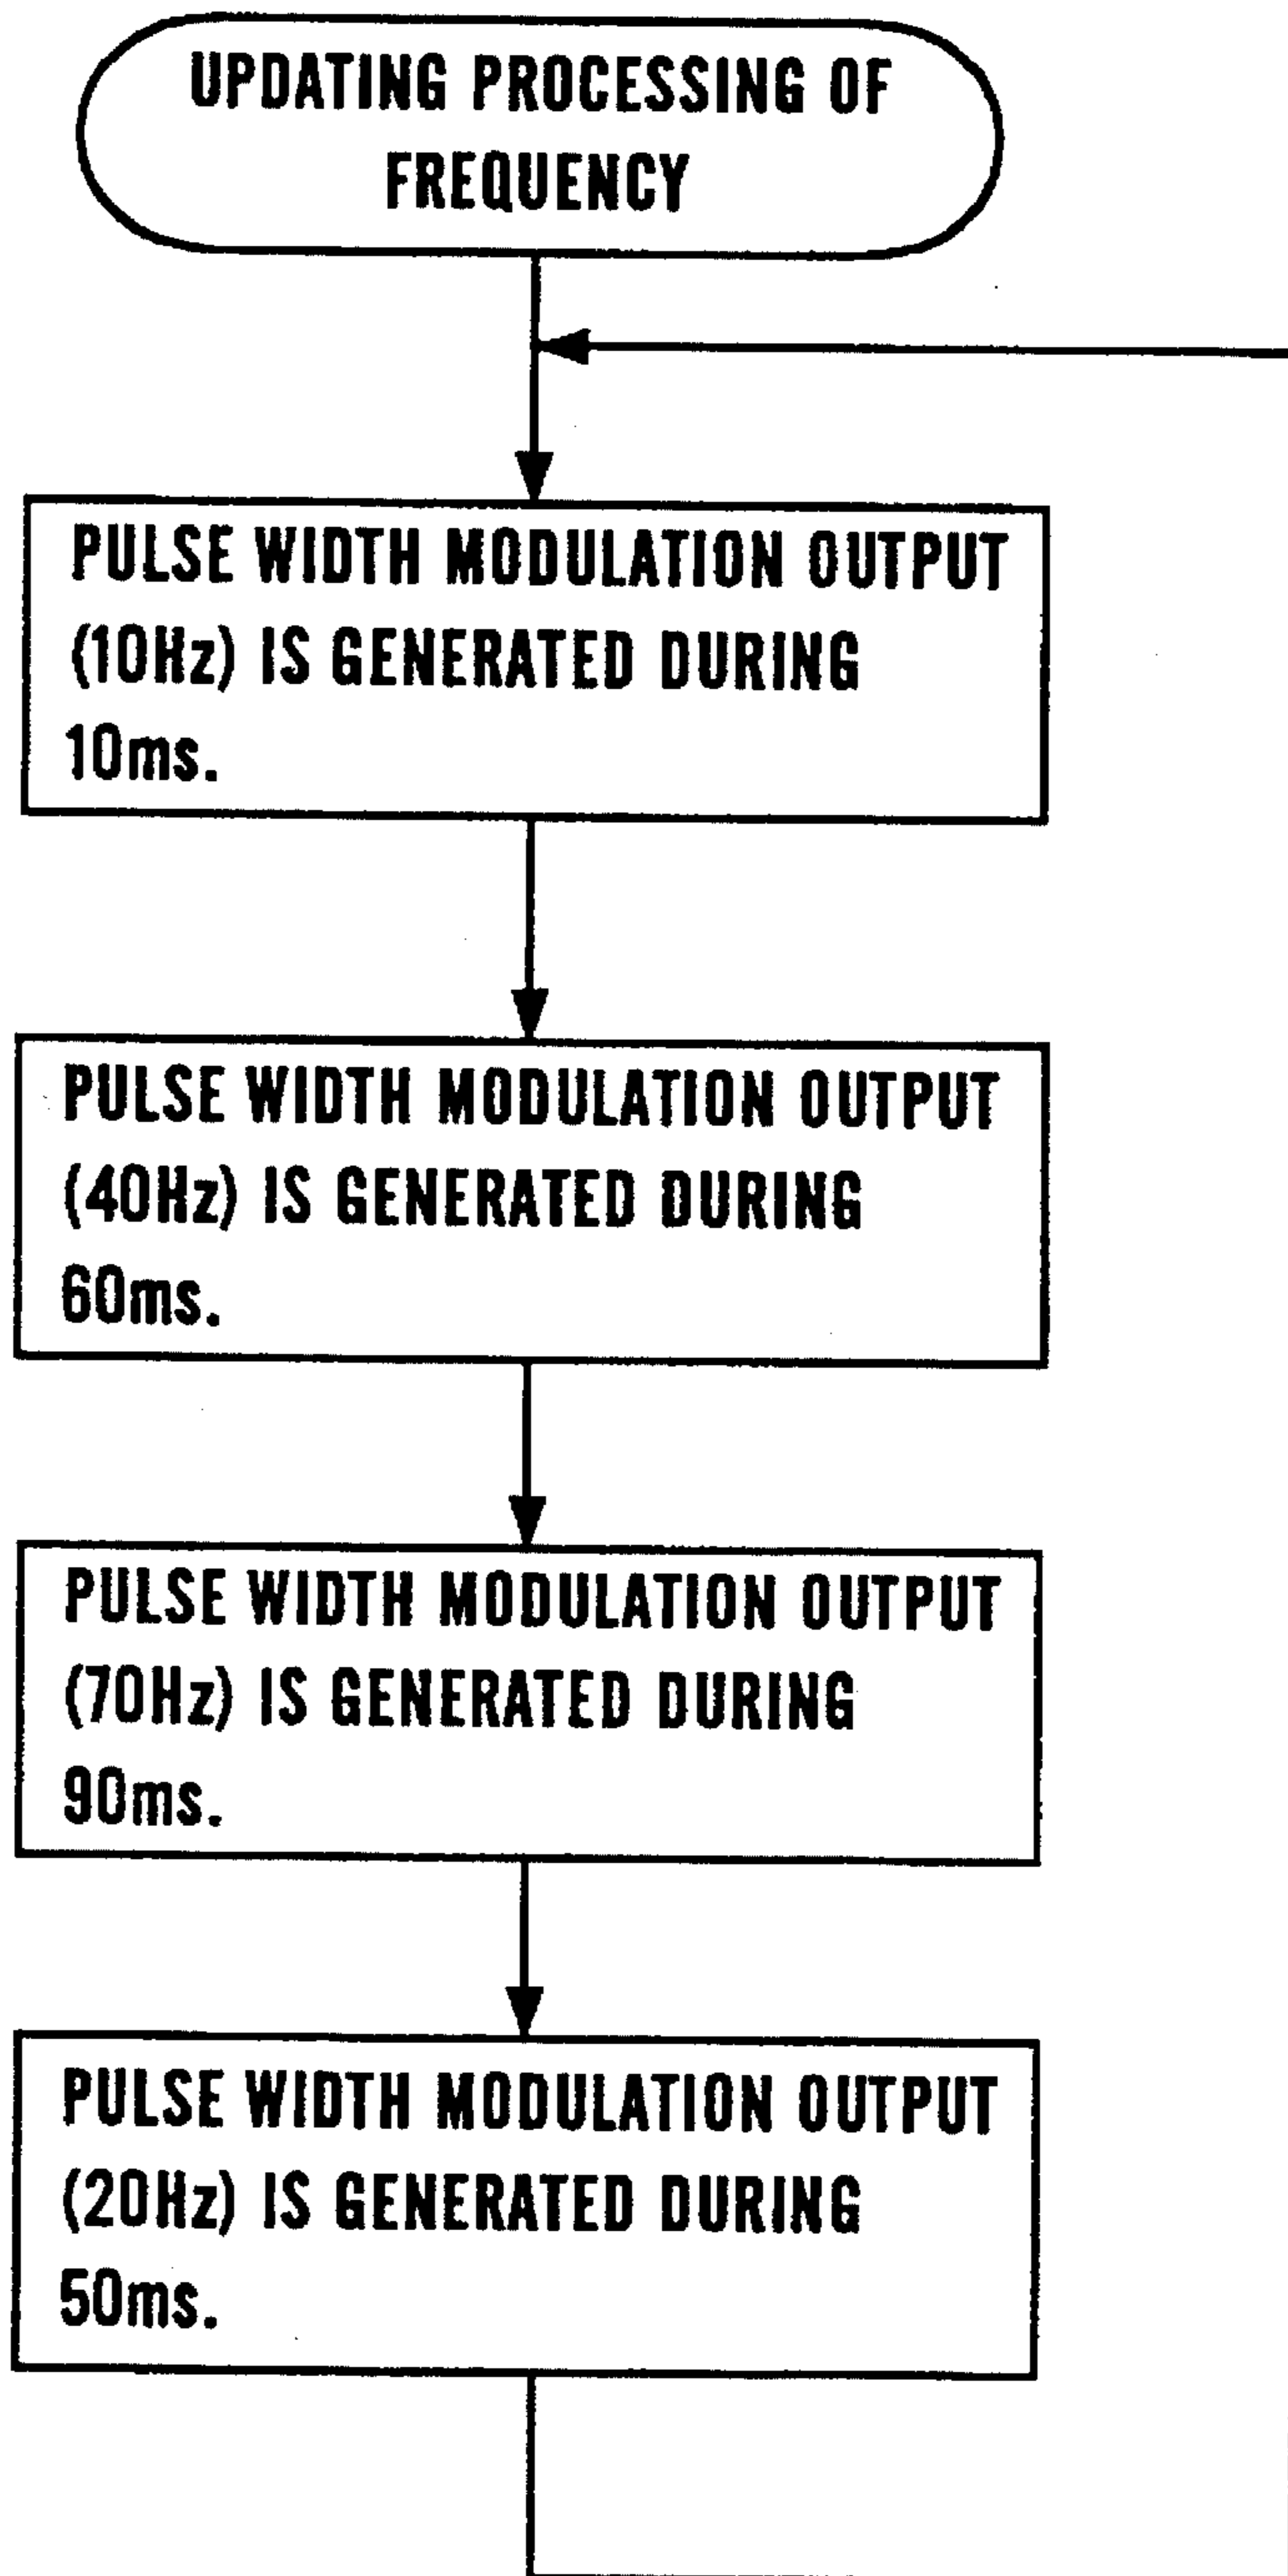 UPDATING PROCESSING OF
FREQUENCY
PULSE WIDTH MODULATION OUTPUT
(10Hz) IS GENERATED DURING
10ms.
PULSE WIDTH MODULATION OUTPUT
(40Hz) IS GENERATED DURING
60ms.
PULSE WIDTH MODULATION OUTPUT
(70Hz) IS GENERATED DURING
90ms.
PULSE WIDTH MODULATION OUTPUT
(20Hz) IS GENERATED DURING
50ms.